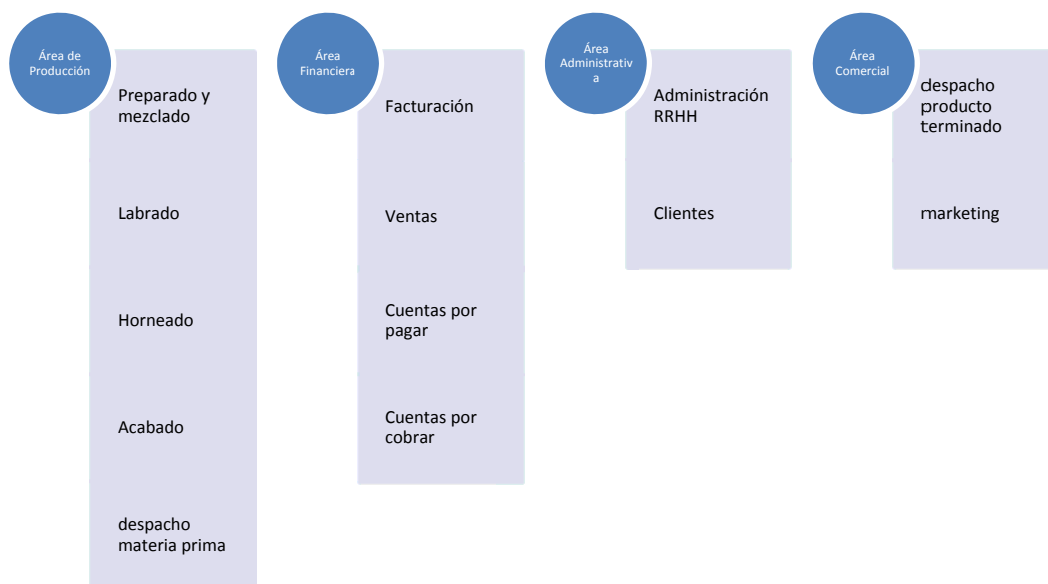 Área de
Producción
Preparado y
mezclado
Labrado
Horneado
Acabado
despacho
materia prima
Área
Financiera
Facturación
Ventas
Cuentas por
pagar
Cuentas por
cobrar
Área
Administrativ
a
Administración
RRHH
Clientes
Área
Comercial
despacho
producto
terminado
marketing